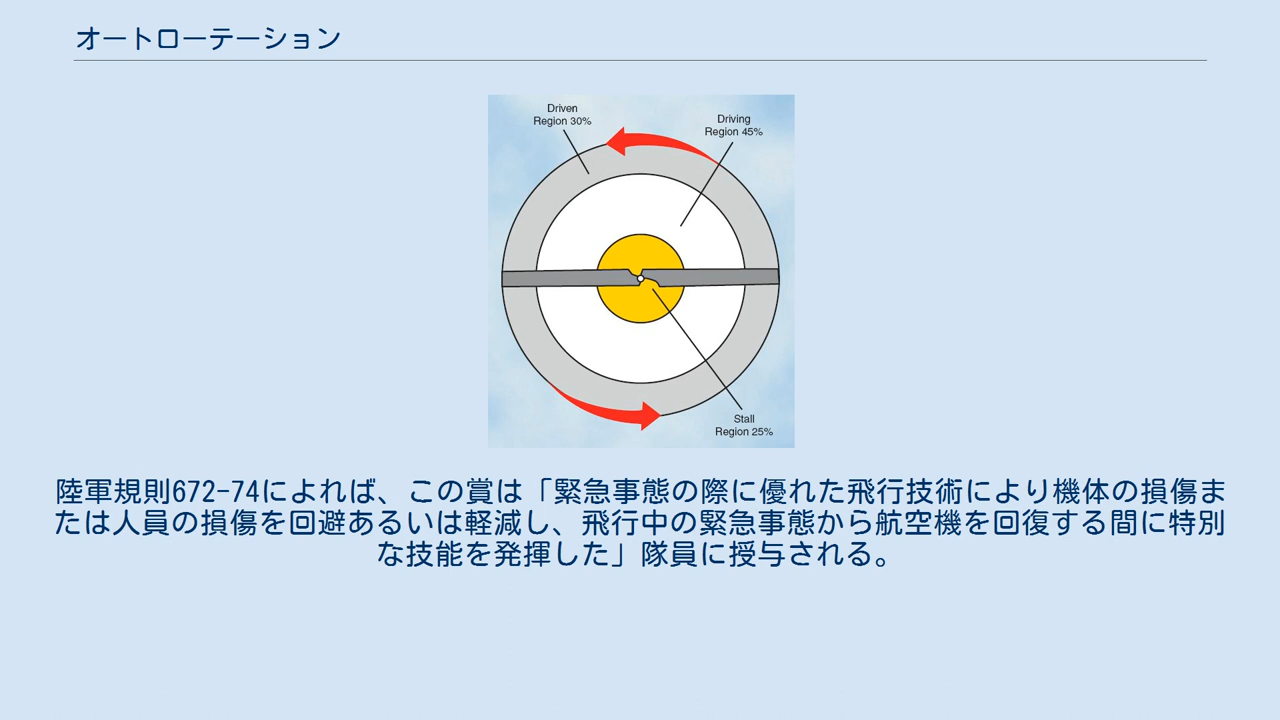 オートローテーション
Driven
Region 30%
Driving
Region 45%
Stall
Region 25%
陸軍規則672-74によれば、この賞は「緊急事態の際に優れた飛行技術により機体の損傷ま
たは人員の損傷を回避あるいは軽減し、飛行中の緊急事態から航空機を回復する間に特別
な技能を発揮した」隊員に授与される。